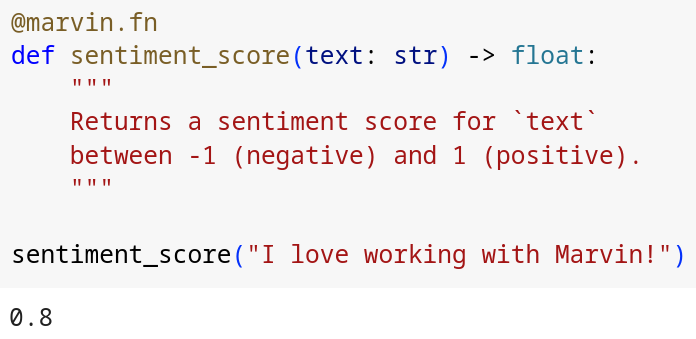 @marvin.fn
def sentiment_score(text: str) -> float:
    """
    Returns a sentiment score for `text`
    between -1 (negative) and 1 (positive).
    """
sentiment_score("I love working with Marvin!")
0.8